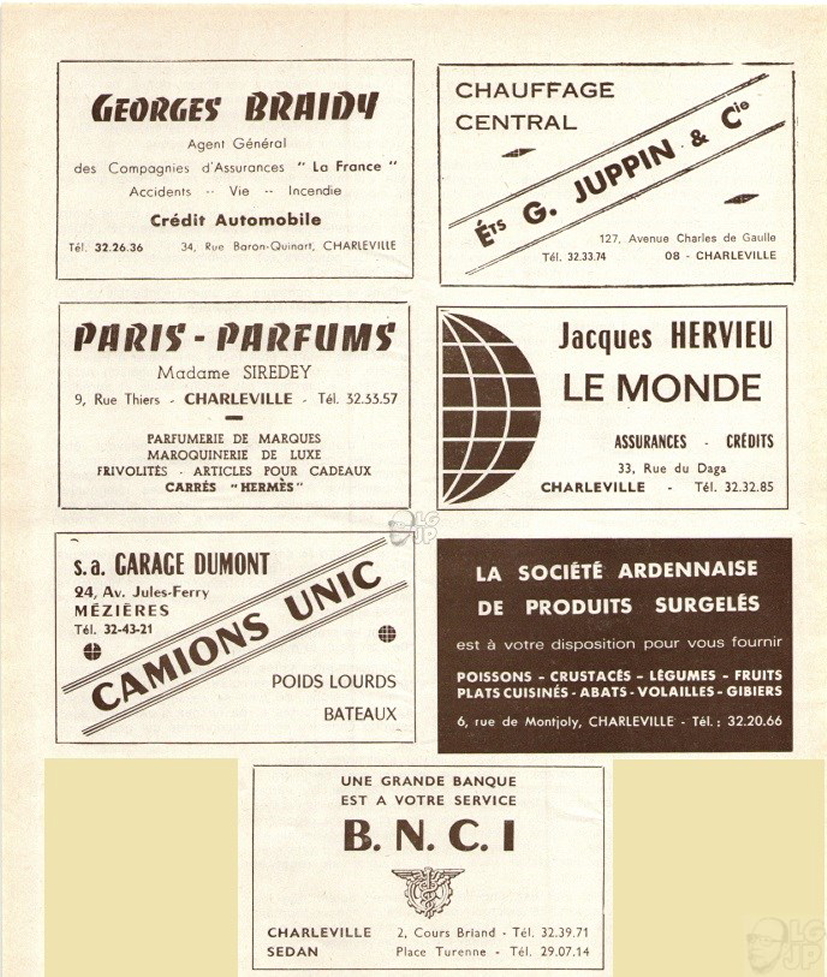 GEORGES BRAIDY
Agent Général
des Compagnies d'Assurances "La France"
Accidents -- Vie -- Incendie
Crédit Automobile
Tél. 32.26.36 34, Rue Baron-Quinart, CHARLEVILLE
CHAUFFAGE
CENTRAL
Éts G. JUPPIN & Cie
127, Avenue Charles de Gaulle
Tél. 32.33.74 08 - CHARLEVILLE
PARIS - PARFUMS
Madame SIREDEY
9, Rue Thiers - CHARLEVILLE - Tél. 32.33.57
PARFUMERIE DE MARQUES
MAROQUINERIE DE LUXE
FRIVOLITÉS - ARTICLES POUR CADEAUX
CARRÉS "HERMÈS"
Jacques HERVIEU
LE MONDE
ASSURANCES - CRÉDITS
33, Rue du Daga
CHARLEVILLE - Tél. 32.32.85
s.a. GARAGE DUMONT
24, Av. Jules-Ferry
MÉZIÈRES
Tél. 32-43-21
CAMIONS UNIC
POIDS LOURDS
BATEAUX
LA SOCIÉTÉ ARDENNAISE
DE PRODUITS SURGELÉS
est à votre disposition pour vous fournir
POISSONS - CRUSTACÉS - LÉGUMES - FRUITS
PLATS CUISINÉS - ABATS - VOLAILLES - GIBIERS
6, rue de Montjoly, CHARLEVILLE - Tél. : 32.20.66
UNE GRANDE BANQUE
EST A VOTRE SERVICE
B. N. C. I
CHARLEVILLE 2, Cours Briand - Tél. 32.39.71
SEDAN Place Turenne - Tél. 29.07.14
LG
JP
LG
JP